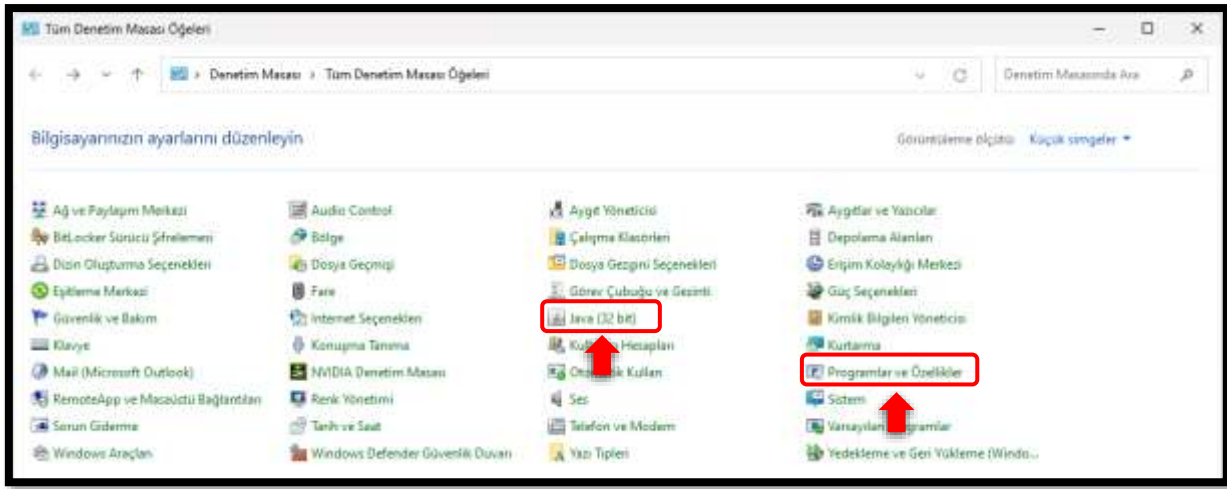 Tüm Denetim Masası Öğeleri
Denetim Masası › Tüm Denetim Masası Öğeleri
Denetim Masasında Ara
Bilgisayarınızın ayarlarını düzenleyin
Görüntüleme ölçütü: Küçük simgeler
Ağ ve Paylaşım Merkezi
Audio Control
Aygıt Yöneticisi
Aygıtlar ve Yazıcılar
BitLocker Sürücü Şifrelemesi
Bölge
Çalışma Klasörleri
Depolama Alanları
Dizin Oluşturma Seçenekleri
Dosya Geçmişi
Dosya Gezgini Seçenekleri
Erişim Kolaylığı Merkezi
Eşitleme Merkezi
Fare
Görev Çubuğu ve Gezinti
Güç Seçenekleri
Güvenlik ve Bakım
Internet Seçenekleri
Java (32 bit)
Kimlik Bilgileri Yöneticisi
Klavye
Konuşma Tanıma
Hesapları
Kurtarma
Mail (Microsoft Outlook)
NVIDIA Denetim Masası
Kullan
Programlar ve Özellikler
RemoteApp ve Masaüstü Bağlantıları
Renk Yönetimi
Ses
Sistem
Sorun Giderme
Tarih ve Saat
Telefon ve Modem
Varsayılan
Windows Araçları
Windows Defender Güvenlik Duvarı
Yazı Tipleri
Yedekleme ve Geri Yükleme (Windo...